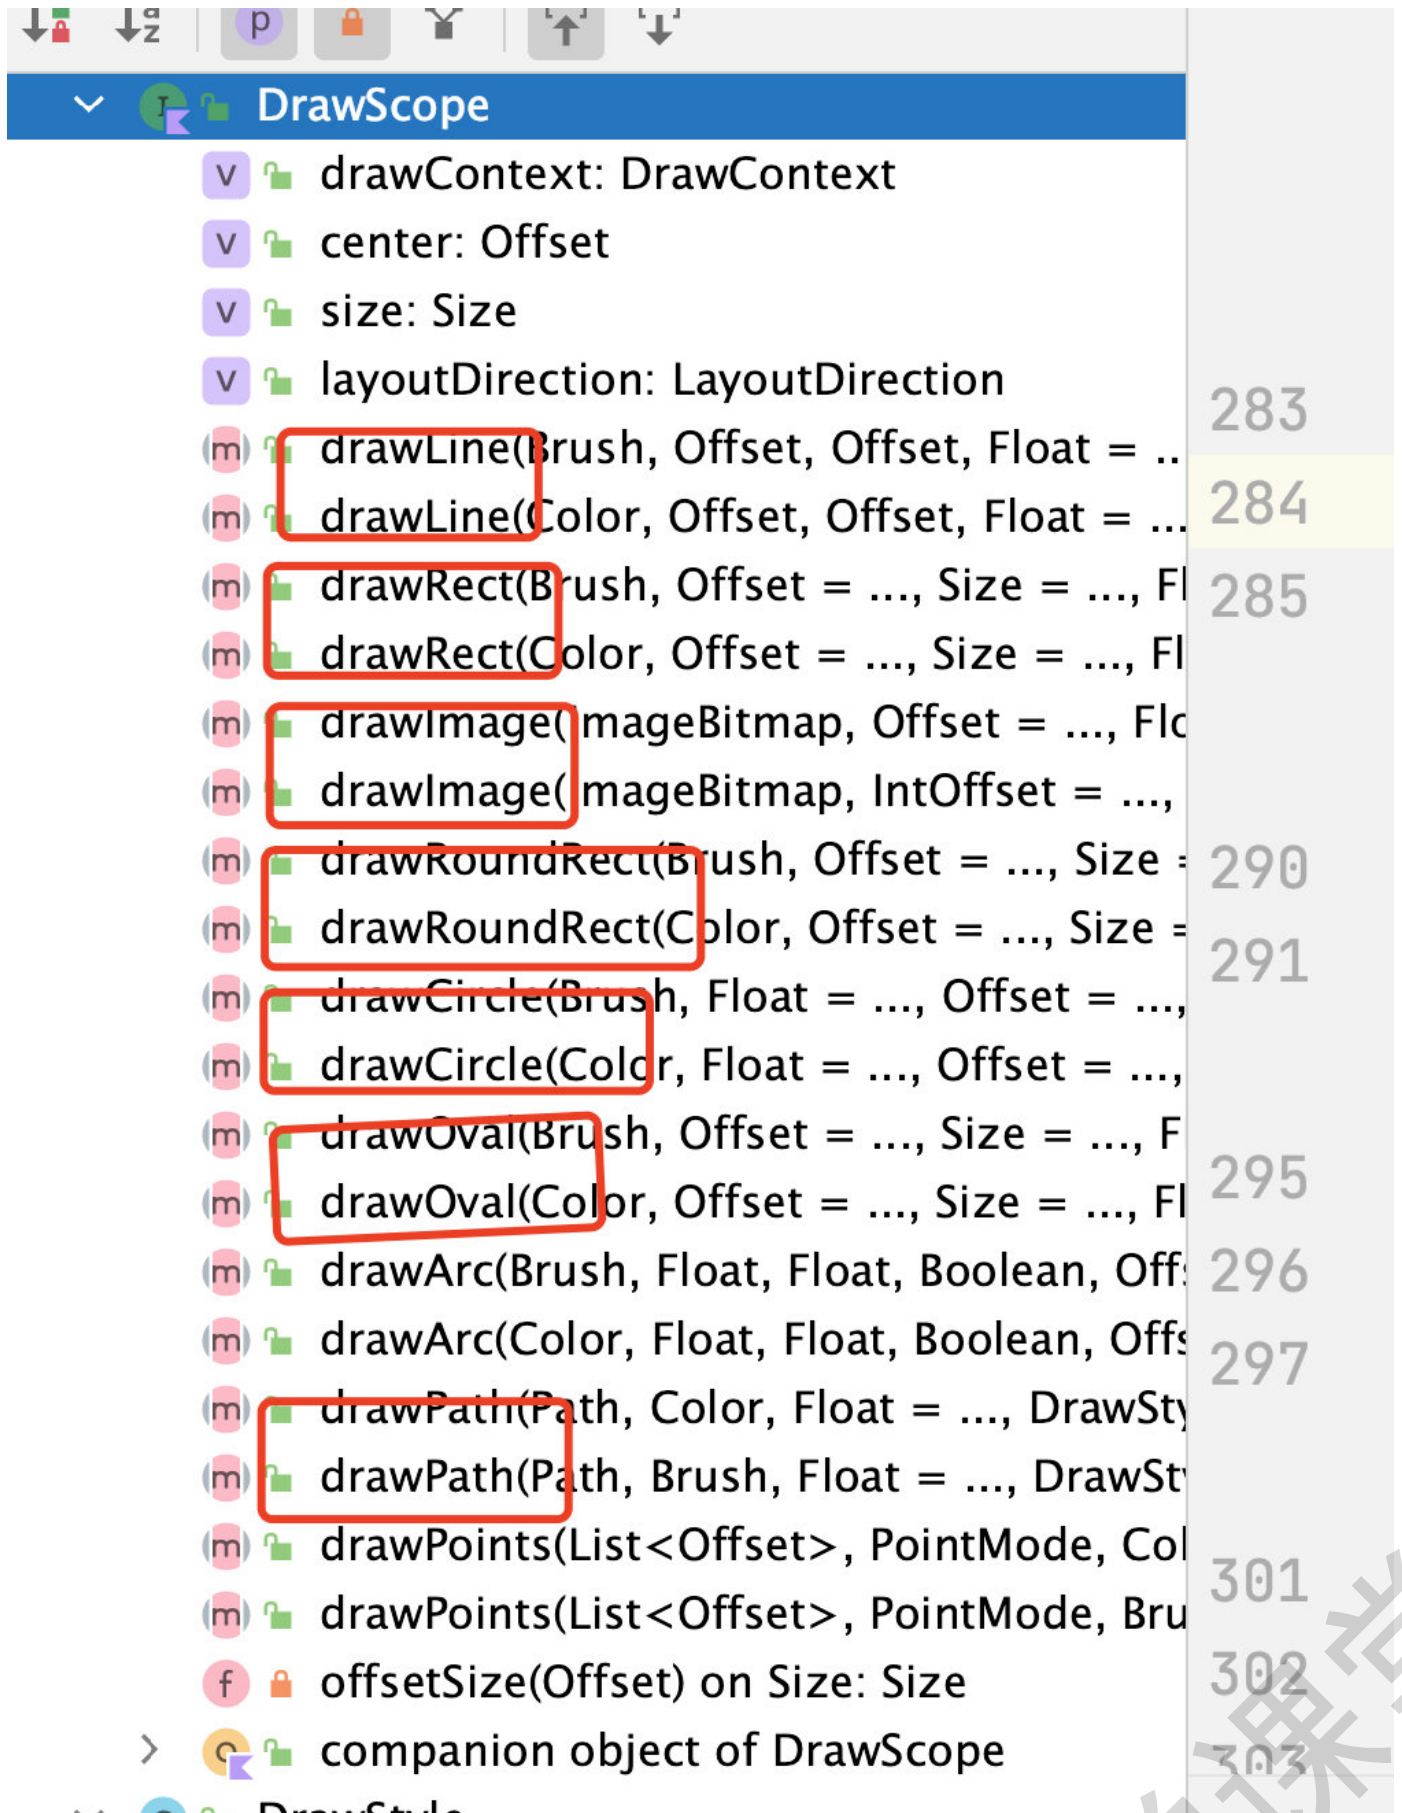 DrawScope
drawContext: DrawContext
center: Offset
size: Size
layoutDirection: LayoutDirection
drawLine(Brush, Offset, Offset, Float = ..
drawLine(Color, Offset, Offset, Float = ...
drawRect(Brush, Offset = ..., Size = ..., Fl
drawRect(Color, Offset = ..., Size = ..., Fl
drawImage(ImageBitmap, Offset = ..., Flo
drawImage(ImageBitmap, IntOffset = ...,
drawRoundRect(Brush, Offset = ..., Size =
drawRoundRect(Color, Offset = ..., Size =
drawCircle(Brush, Float = ..., Offset = ...,
drawCircle(Color, Float = ..., Offset = ...,
drawOval(Brush, Offset = ..., Size = ..., F
drawOval(Color, Offset = ..., Size = ..., Fl
drawArc(Brush, Float, Float, Boolean, Offs
drawArc(Color, Float, Float, Boolean, Offs
drawPath(Path, Color, Float = ..., DrawSty
drawPath(Path, Brush, Float = ..., DrawSt
drawPoints(List<Offset>, PointMode, Col
drawPoints(List<Offset>, PointMode, Bru
offsetSize(Offset) on Size: Size
companion object of DrawScope
DrawStyle
283
284
285
290
291
295
296
297
301
302
303
课堂